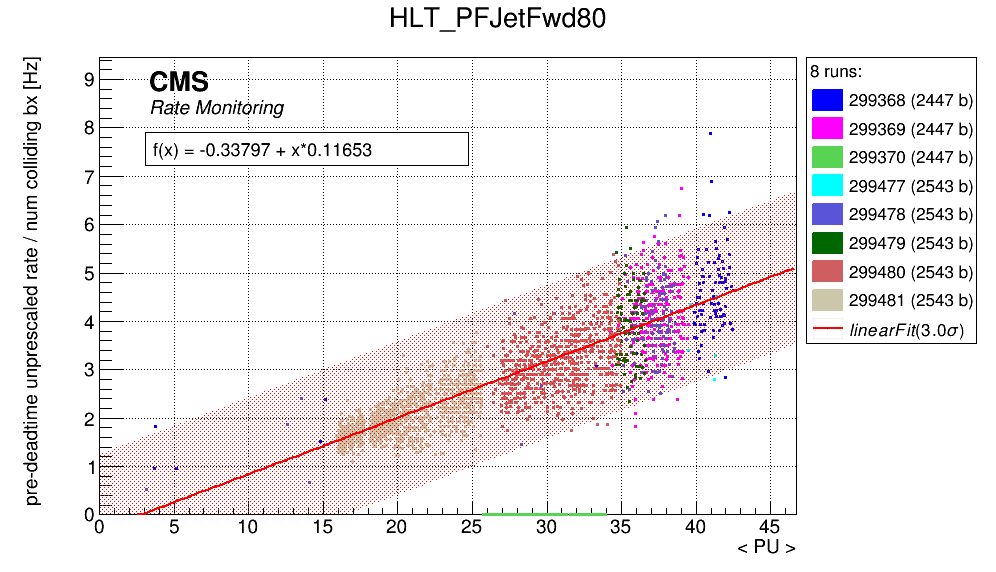 HLT_PFJetFwd80
pre-deadtime unprescaled rate / num colliding bx [Hz]
CMS
Rate Monitoring
f(x) = -0.33797 + x*0.11653
9
8
7
6
5
4
3
2
1
0
0 5 10 15 20 25 30 35 40 45
< PU >
8 runs:
299368 (2447 b)
299369 (2447 b)
299370 (2447 b)
299477 (2543 b)
299478 (2543 b)
299479 (2543 b)
299480 (2543 b)
299481 (2543 b)
linearFit(3.0σ)